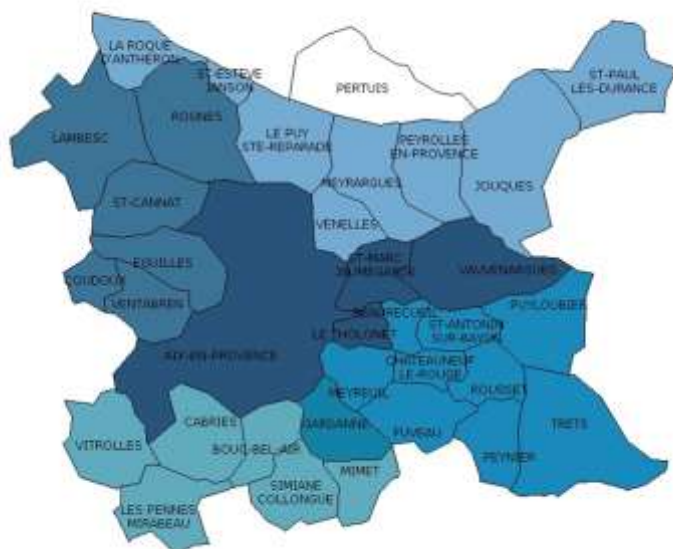 LA ROQUE
D'ANTHERON
ST-ESTEVE
JANSON
PERTUIS
ST-PAUL
LES-DURANCE
ROGNES
LAMBESC
LE PUY
STE-REPARADE
PEYROLLES
EN-PROVENCE
MEYRARGUES
JOUQUES
ST-CANNAT
VENELLES
EGUILLES
ST-MARC
JAUMEGARDE
VAUVENARGUES
COUDOUX
VENTABREN
PUYLOUBIER
BEAURECUEIL
ST-ANTONIN
SUR-BAYON
LE THOLONET
AIX-EN-PROVENCE
CHATEAUNEUF
LE-ROUGE
MEYREUIL
ROUSSET
CABRIES
GARDANNE
TRETS
VITROLLES
FUVEAU
BOUC-BEL-AIR
PEYNIER
MIMET
SIMIANE
COLLONGUE
LES PENNES
MIRABEAU